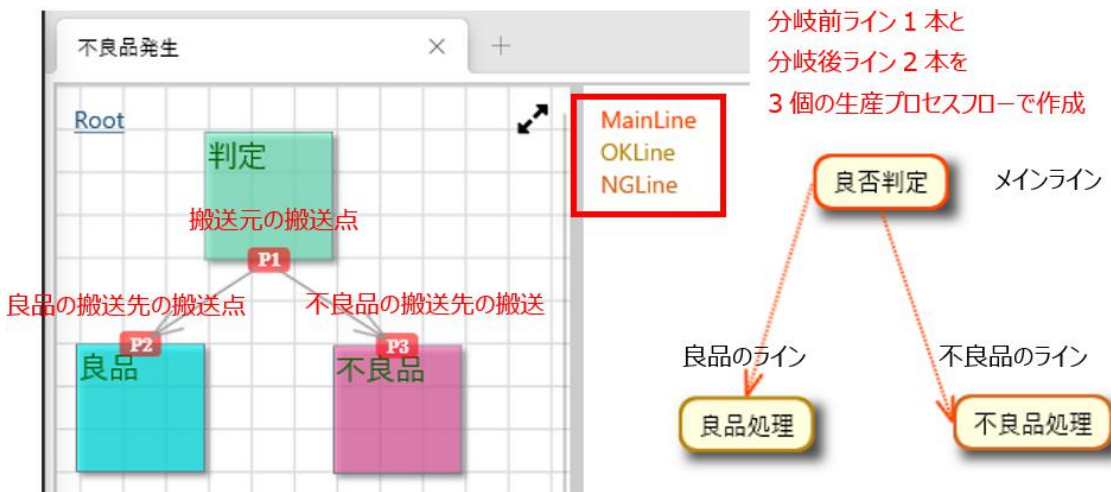 不良品発生 × +
分岐前ライン1本と
分岐後ライン2本を
3個の生産プロセスフローで作成
Root
判定
搬送元の搬送点
P1
良品の搬送先の搬送点
不良品の搬送先の搬送
P2
良品
P3
不良品
MainLine
OKLine
NGLine
良否判定
メインライン
良品のライン
不良品のライン
良品処理
不良品処理